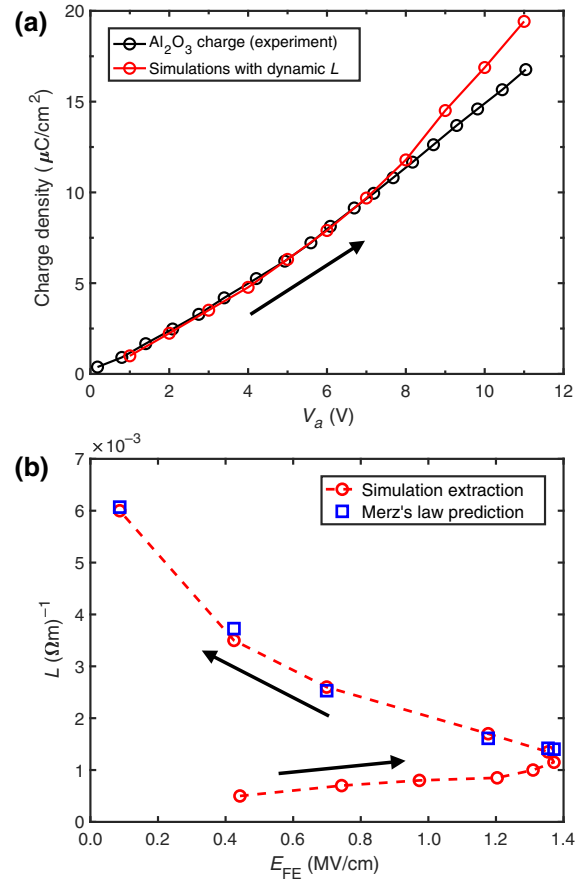 (a)
Al₂O₃ charge (experiment)
Simulations with dynamic L
Charge density (μC/cm²)
20
15
10
5
0
0 2 4 6 8 10 12
Vₐ (V)
(b)
×10⁻³
Simulation extraction
Merz's law prediction
L (Ωm)⁻¹
7
6
5
4
3
2
1
0
0.0 0.2 0.4 0.6 0.8 1.0 1.2 1.4
E_FE (MV/cm)